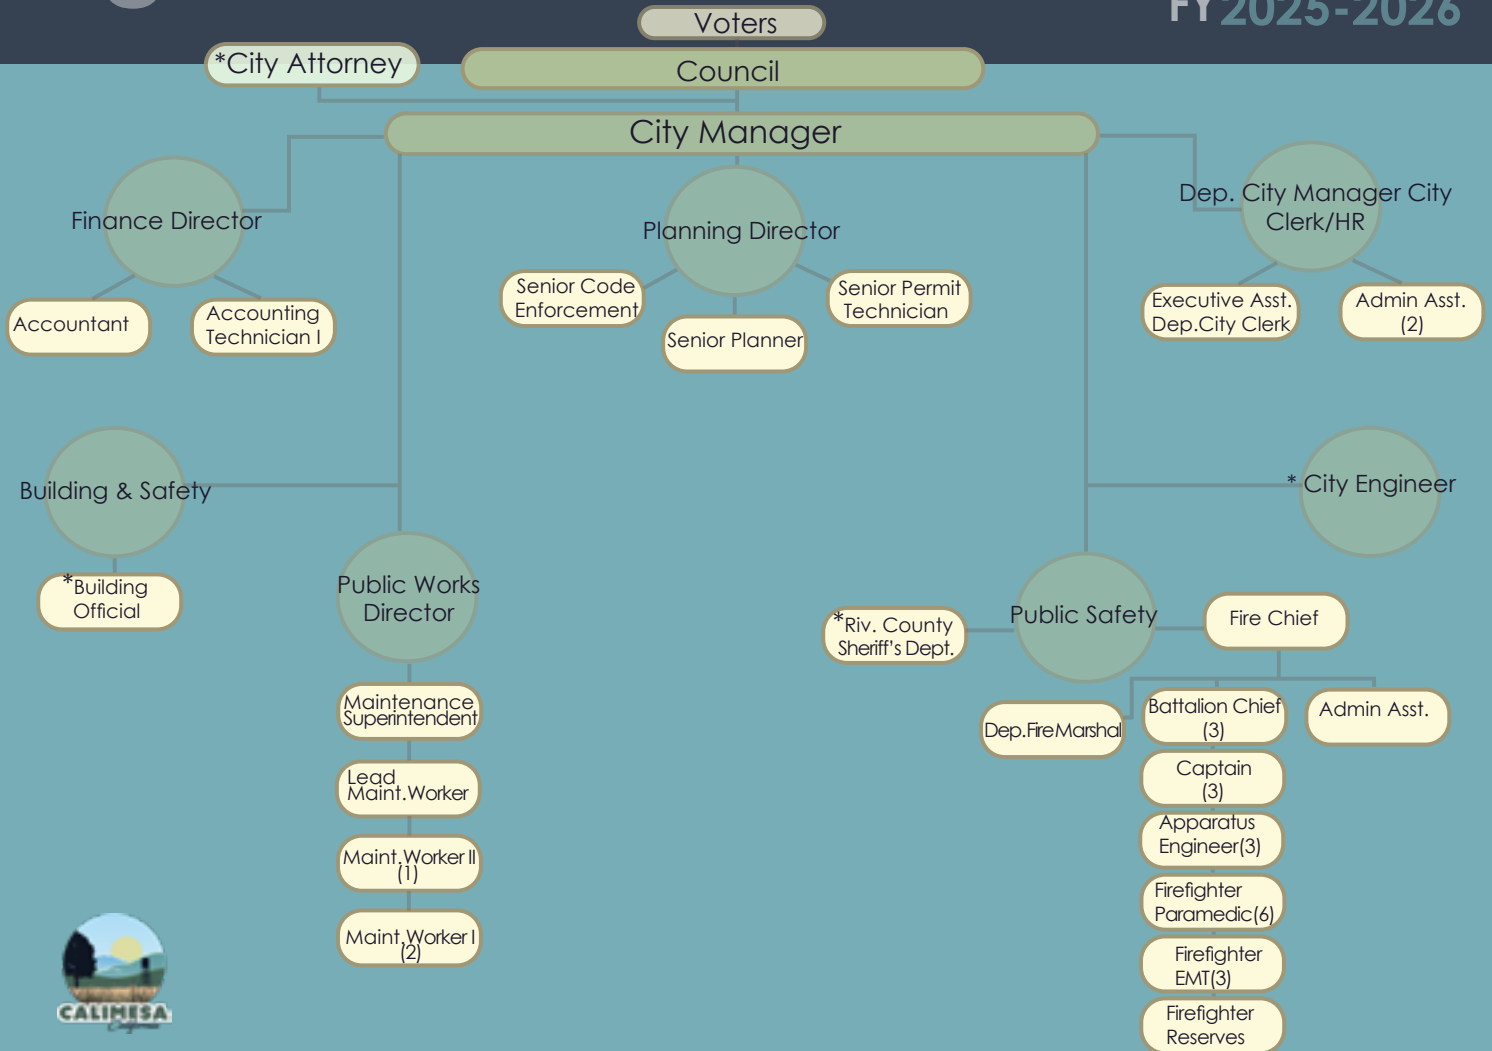 FY 2025-2026
Voters
*City Attorney
Council
City Manager
Finance Director
Planning Director
Dep. City Manager City
Clerk/HR
Accountant
Accounting
Technician I
Senior Code
Enforcement
Senior Planner
Senior Permit
Technician
Executive Asst.
Dep.City Clerk
Admin Asst.
(2)
Building & Safety
*Building
Official
Public Works
Director
Maintenance
Superintendent
Lead
Maint.Worker
Maint.Worker II
(1)
Maint.Worker I
(2)
* City Engineer
Public Safety
*Riv. County
Sheriff's Dept.
Fire Chief
Dep.Fire Marshal
Battalion Chief
(3)
Admin Asst.
Captain
(3)
Apparatus
Engineer(3)
Firefighter
Paramedic(6)
Firefighter
EMT(3)
Firefighter
Reserves
CALIMESA
California